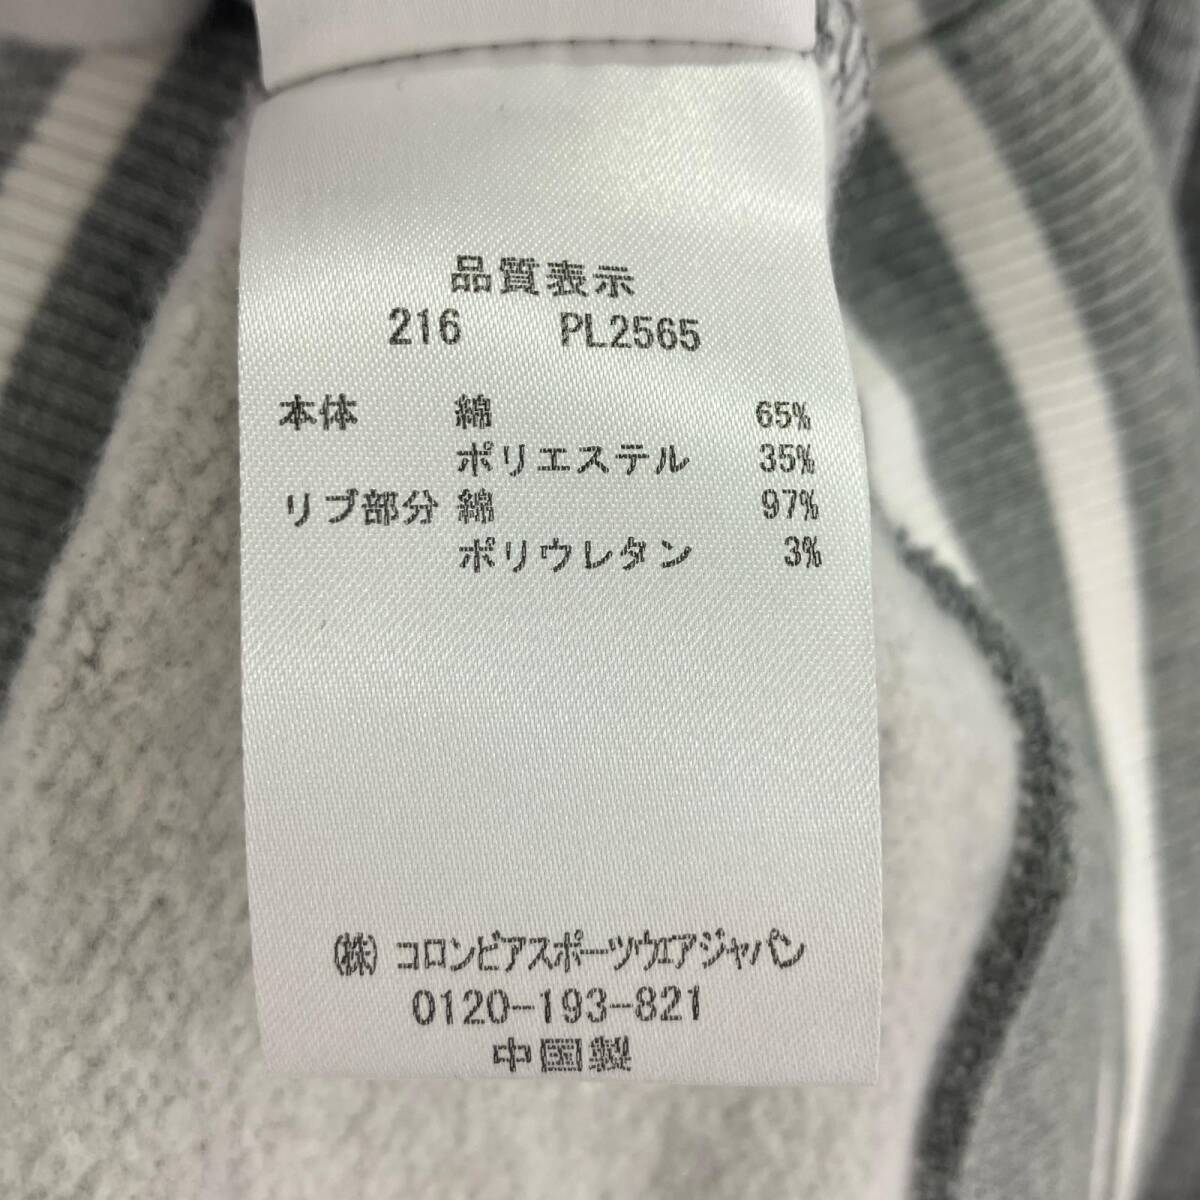 品質表示
216 PL2565
本体 綿 65%
ポリエステル 35%
リブ部分 綿 97%
ポリウレタン 3%
(株) コロンビアスポーツウエアジャパン
0120-193-821
中国製